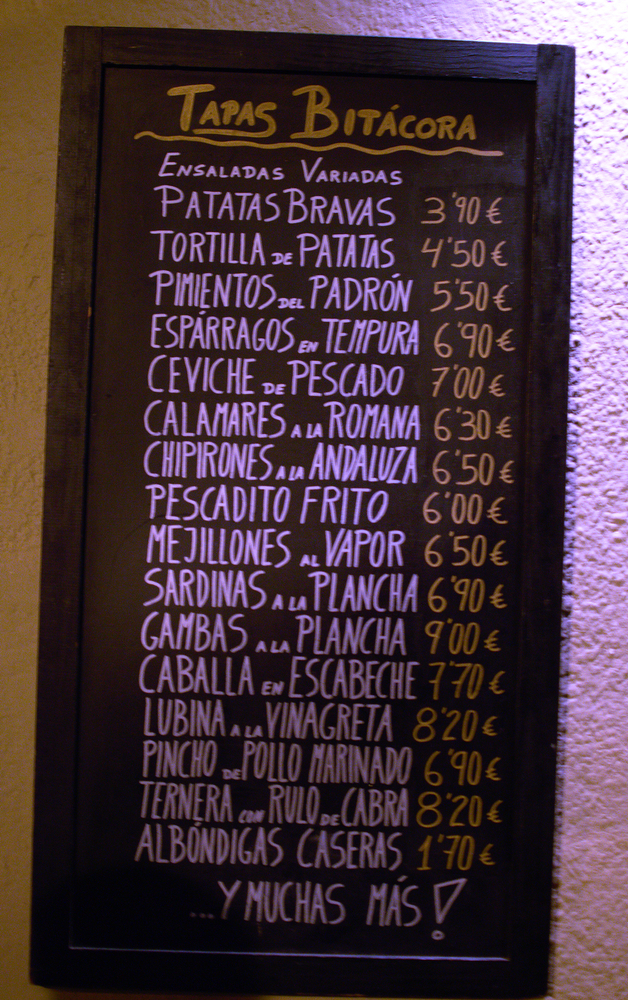 TAPAS BITÁCORA
ENSALADAS VARIADAS
PATATAS BRAVAS 3'90 €
TORTILLA DE PATATAS 4'50 €
PIMIENTOS DEL PADRÓN 5'50 €
ESPÁRRAGOS EN TEMPURA 6'90 €
CEVICHE DE PESCADO 7'00 €
CALAMARES A LA ROMANA 6'30 €
CHIPIRONES A LA ANDALUZA 6'50 €
PESCADITO FRITO 6'00 €
MEJILLONES AL VAPOR 6'50 €
SARDINAS A LA PLANCHA 6'90 €
GAMBAS A LA PLANCHA 9'00 €
CABALLA EN ESCABECHE 7'70 €
LUBINA A LA VINAGRETA 8'20 €
PINCHO DE POLLO MARINADO 6'90 €
TERNERA CON RULO DE CABRA 8'20 €
ALBÓNDIGAS CASERAS 1'70 €
...Y MUCHAS MÁS!